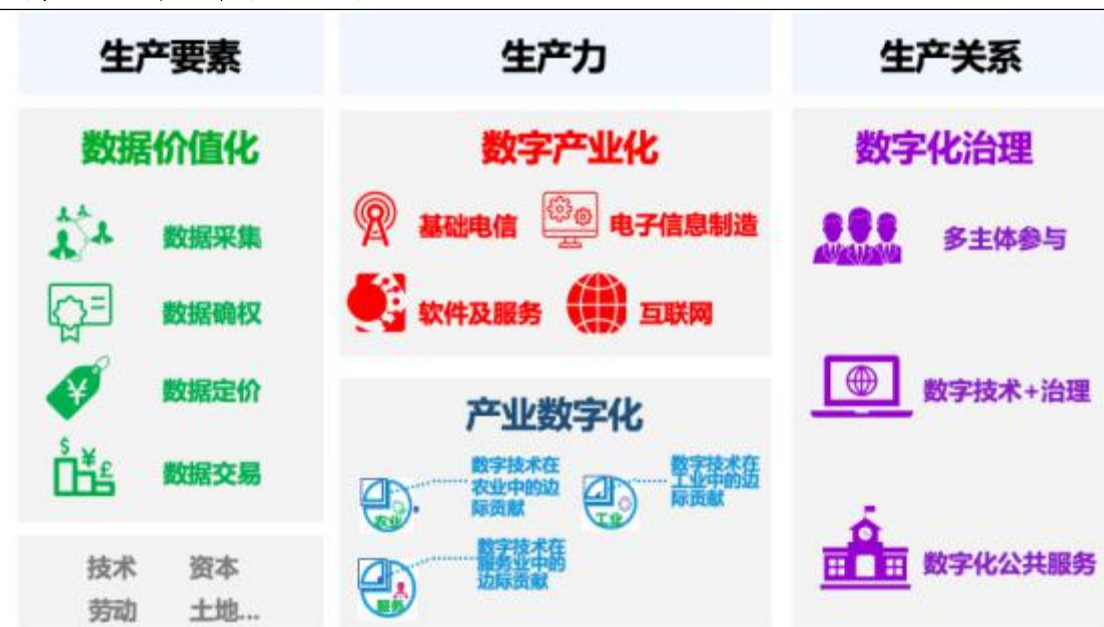 生产要素
生产力
生产关系
数据价值化
数据采集
数据确权
数据定价
数据交易
技术 资本
劳动 土地...
数字产业化
基础电信
电子信息制造
软件及服务
互联网
产业数字化
农业
数字技术在
农业中的边
际贡献
工业
数字技术在
工业中的边
际贡献
服务
数字技术在
服务业中的
边际贡献
数字化治理
多主体参与
数字技术+治理
数字化公共服务